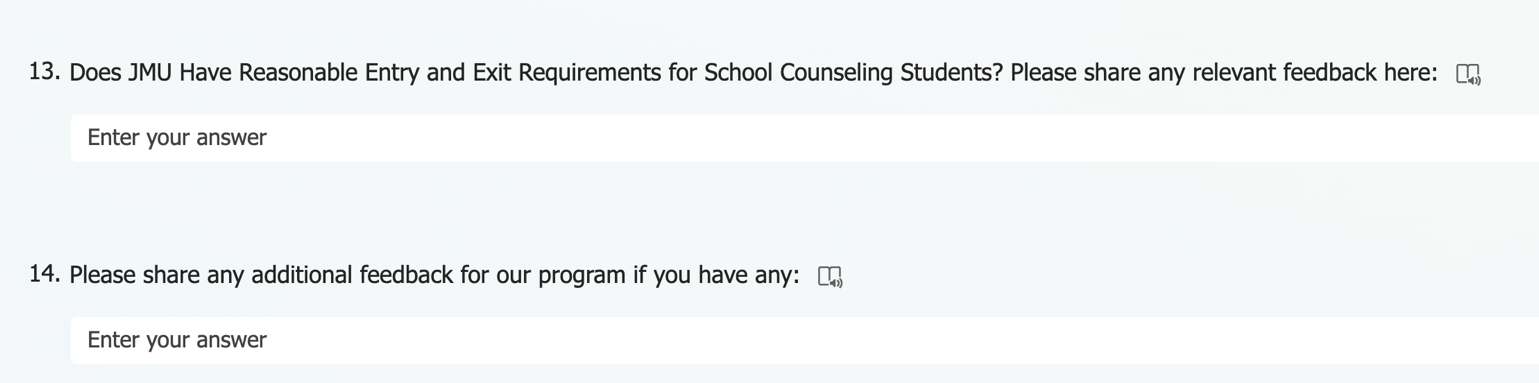 13. Does JMU Have Reasonable Entry and Exit Requirements for School Counseling Students? Please share any relevant feedback here:
Enter your answer
14. Please share any additional feedback for our program if you have any:
Enter your answer